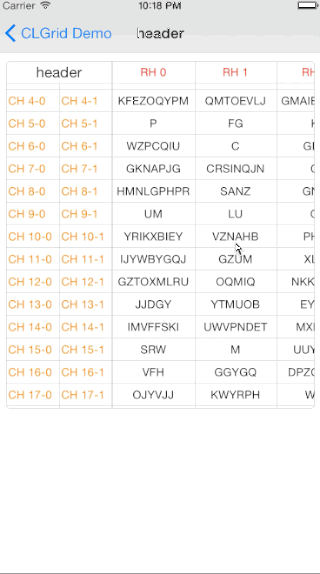 Carrier 10:18 PM
CLGrid Demo header
header RH 0 RH 1 RH
CH 4-0 CH 4-1 KFEZOQYPM QMTOEVLJ GMAIE
CH 5-0 CH 5-1 P FG
CH 6-0 CH 6-1 WZPCQIU C
CH 7-0 CH 7-1 GKNAPJG CRSINQJN
CH 8-0 CH 8-1 HMNLGPHPR SANZ
CH 9-0 CH 9-1 UM LU
CH 10-0 CH 10-1 YRIKXBIEY VZNAHB PH
CH 11-0 CH 11-1 IJYWBYGQJ GZUM XL
CH 12-0 CH 12-1 GZTOXMLRU OQMIQ NKK
CH 13-0 CH 13-1 JJDGY YTMUOB EY
CH 14-0 CH 14-1 IMVFFSKI UWVPNDET MX
CH 15-0 CH 15-1 SRW M UUY
CH 16-0 CH 16-1 VFH GGYGQ DPZ
CH 17-0 CH 17-1 OJYVJJ KWYRPH W